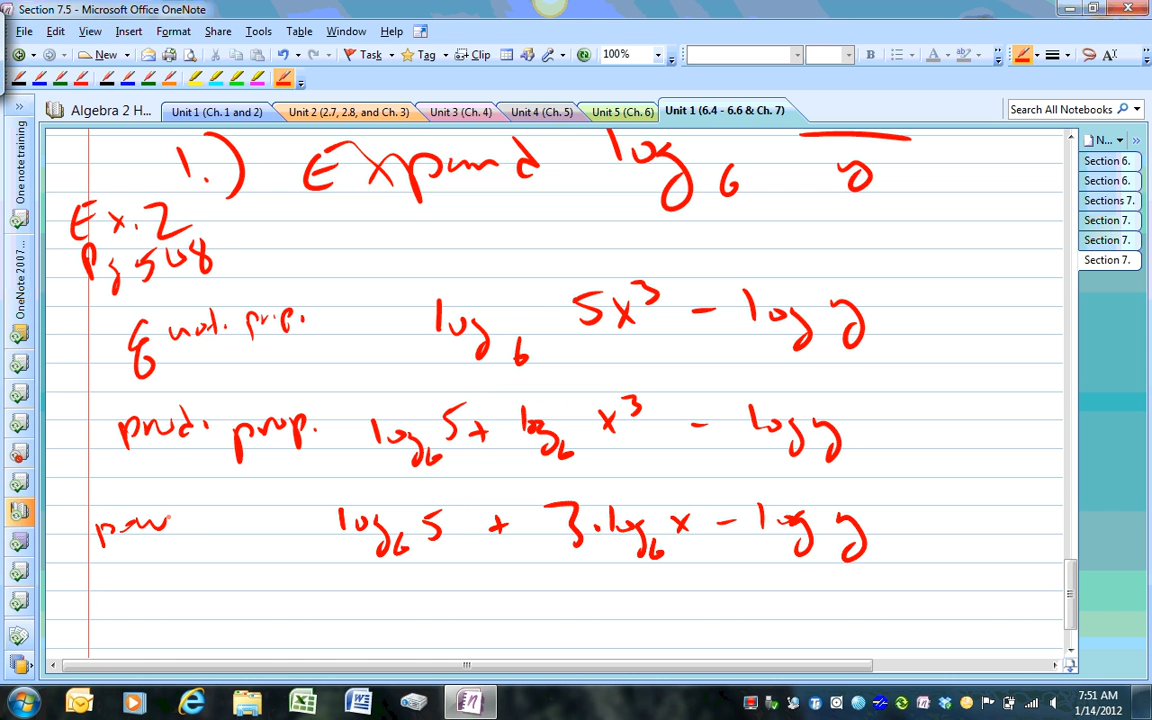 Section 7.5 - Microsoft Office OneNote
File Edit View Insert Format Share Tools Table Window Help
New Task Tag Clip 100% B A A
Algebra 2 H... Unit 1 (Ch. 1 and 2) Unit 2 (2.7, 2.8, and Ch. 3) Unit 3 (Ch. 4) Unit 4 (Ch. 5) Unit 5 (Ch. 6) Unit 1 (6.4 - 6.6 & Ch. 7) Search All Notebooks
N...
Section 6.
Section 6.
Sections 7.
Section 7.
Section 7.
Section 7.
One note training
OneNote 2007...
1.) Expand log6 y
Ex. 2
Pg 508
quot. prop. log6 5x³ - log y
prod. prop. log6 5 + log6 x³ - log y
pow log6 5 + 3·log6 x - log y
7:51 AM
1/14/2012